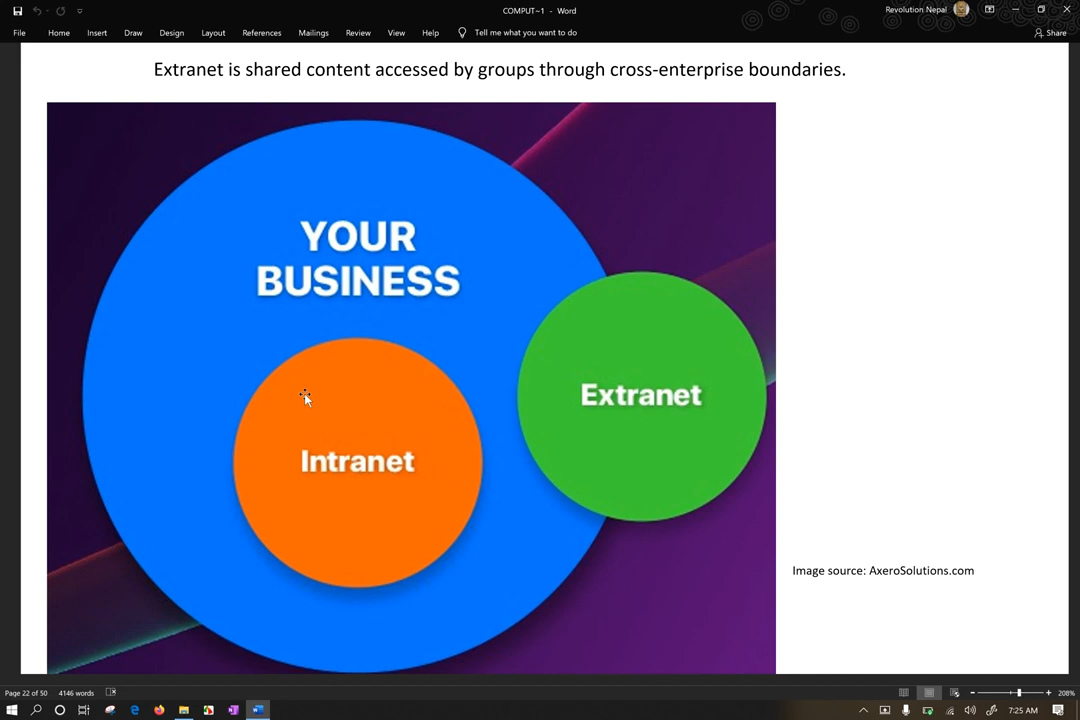 COMPUT~1 - Word
Revolution Nepal
File Home Insert Draw Design Layout References Mailings Review View Help Tell me what you want to do
Share
Extranet is shared content accessed by groups through cross-enterprise boundaries.
YOUR
BUSINESS
Extranet
Intranet
Image source: AxeroSolutions.com
Page 22 of 50 4146 words
208%
7:25 AM